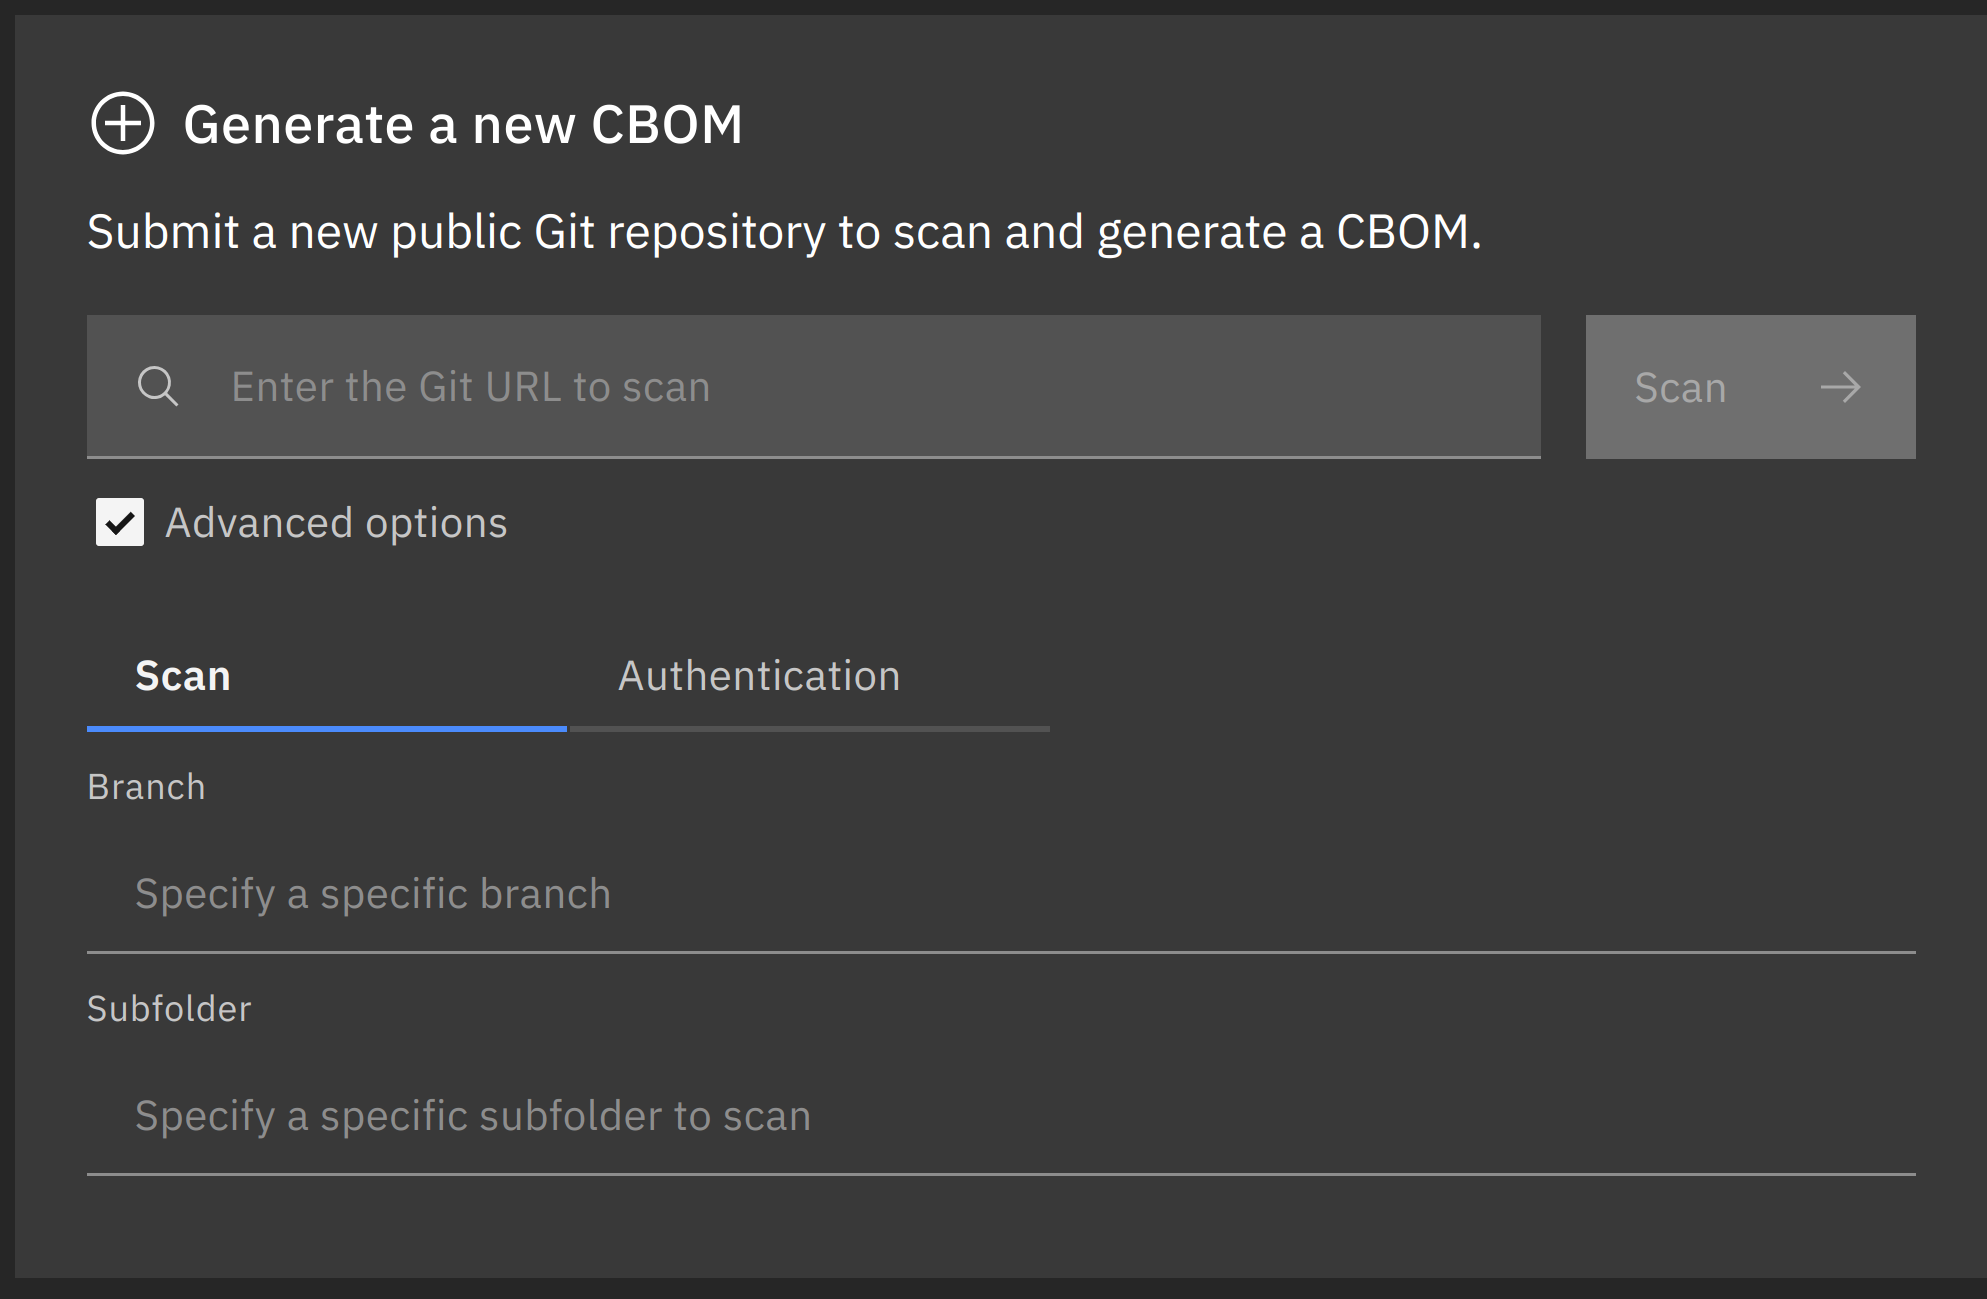 Generate a new CBOM
Submit a new public Git repository to scan and generate a CBOM.
Enter the Git URL to scan
Scan
Advanced options
Scan
Authentication
Branch
Specify a specific branch
Subfolder
Specify a specific subfolder to scan